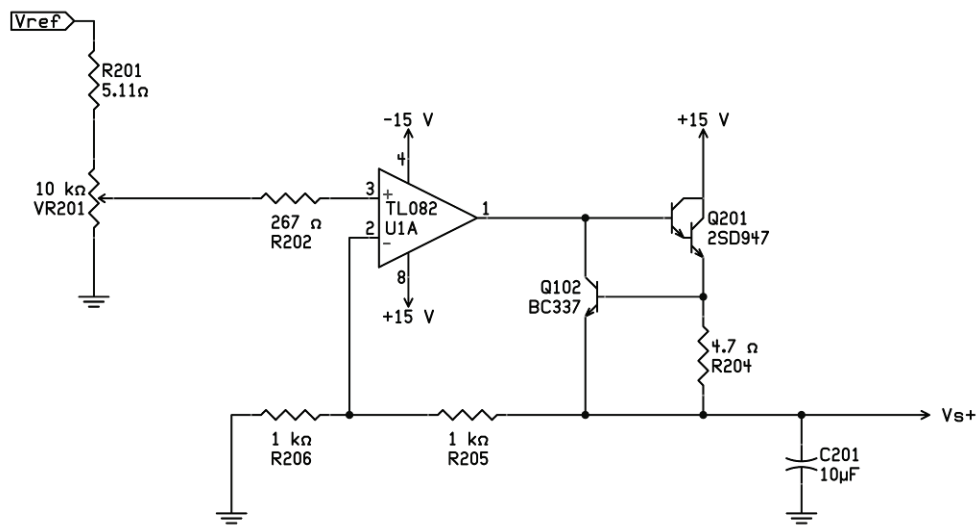 Vref
R201
5.11Ω
10 kΩ
VR201
267 Ω
R202
-15 V
4
3
+
TL082
U1A
2
-
1
8
+15 V
+15 V
Q201
2SD947
Q102
BC337
4.7 Ω
R204
1 kΩ
R206
1 kΩ
R205
Vs+
C201
10µF